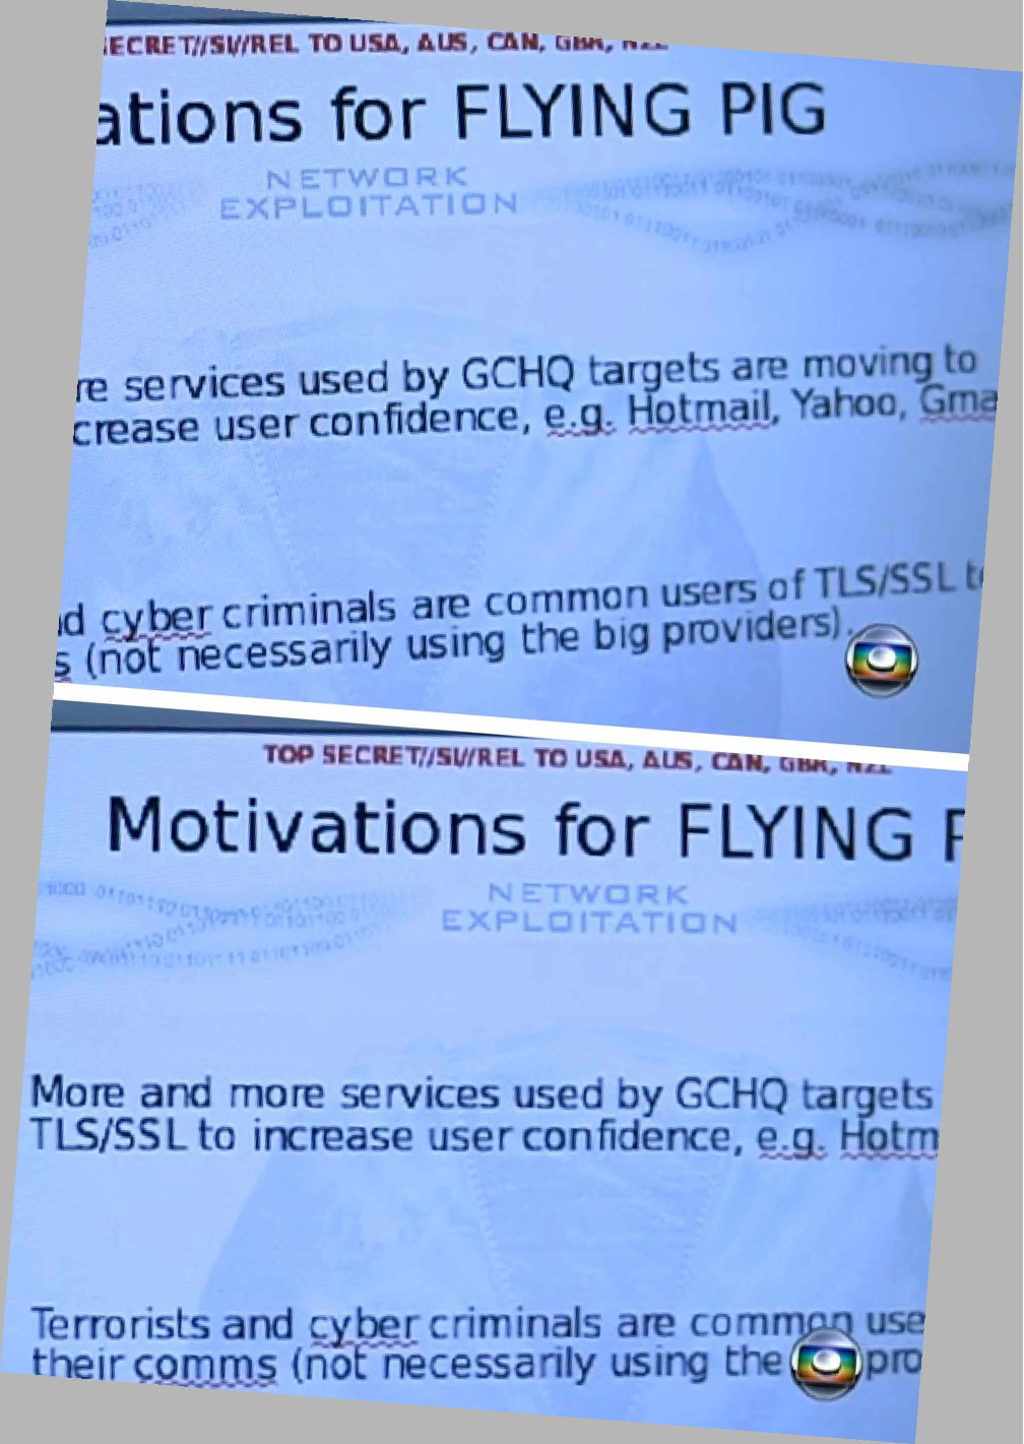 SECRET//SI//REL TO USA, AUS, CAN, GBR, NZL
ations for FLYING PIG
NETWORK
EXPLOITATION
re services used by GCHQ targets are moving to
crease user confidence, e.g. Hotmail, Yahoo, Gma
d cyber criminals are common users of TLS/SSL t
s (not necessarily using the big providers).
TOP SECRET//SI//REL TO USA, AUS, CAN, GBR, NZL
Motivations for FLYING P
NETWORK
EXPLOITATION
More and more services used by GCHQ targets
TLS/SSL to increase user confidence, e.g. Hotm
Terrorists and cyber criminals are common use
their comms (not necessarily using the pro